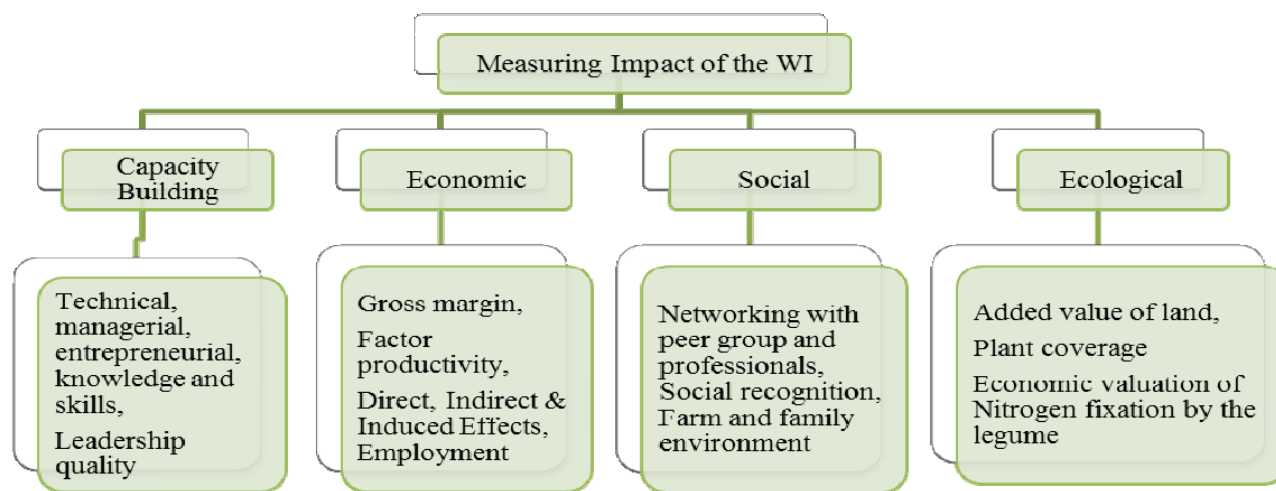 Measuring Impact of the WI
Capacity
Building
Economic
Social
Ecological
Technical,
managerial,
entrepreneurial,
knowledge and
skills,
Leadership
quality
Gross margin,
Factor
productivity,
Direct, Indirect &
Induced Effects,
Employment
Networking with
peer group and
professionals,
Social recognition,
Farm and family
environment
Added value of land,
Plant coverage
Economic valuation of
Nitrogen fixation by the
legume